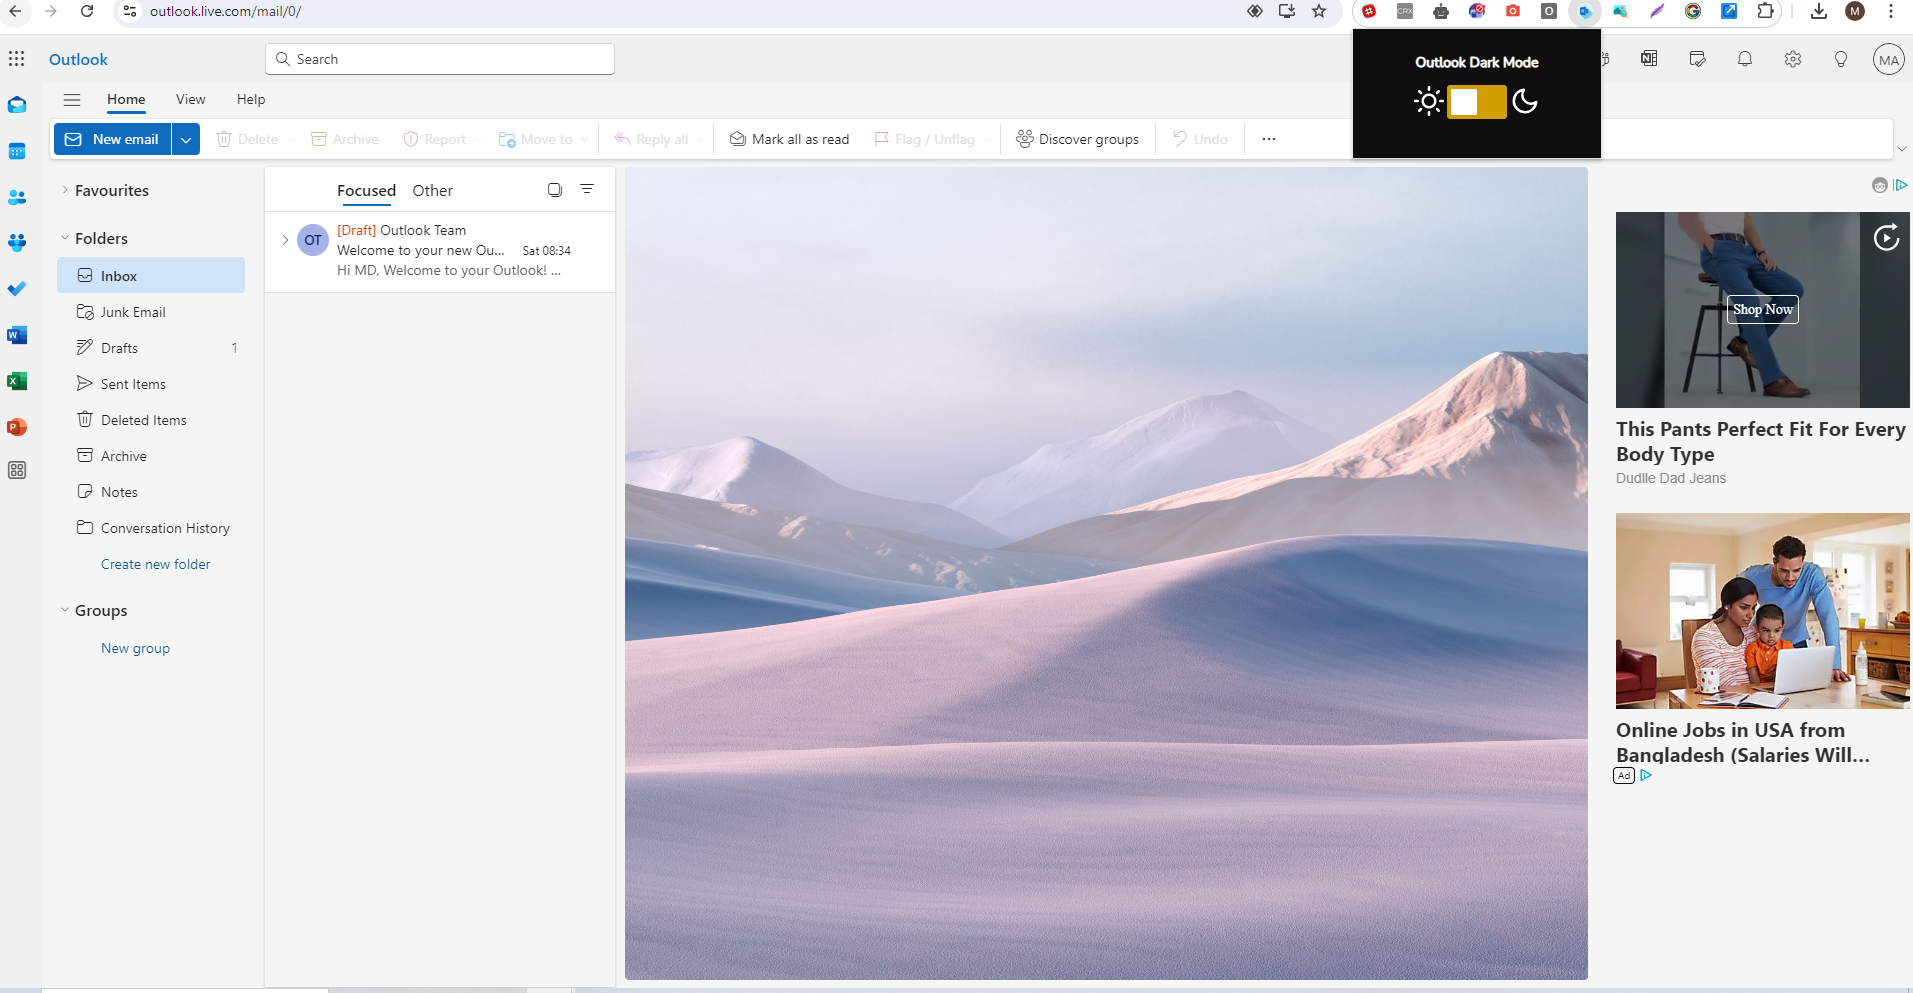 outlook.live.com/mail/0/
CRX
M
Outlook
Search
Outlook Dark Mode
MA
Home
View
Help
New email
Delete
Archive
Report
Move to
Reply all
Mark all as read
Flag / Unflag
Discover groups
Undo
Favourites
Folders
Inbox
Junk Email
Drafts 1
Sent Items
Deleted Items
Archive
Notes
Conversation History
Create new folder
Groups
New group
Focused
Other
OT
[Draft] Outlook Team
Welcome to your new Ou... Sat 08:34
Hi MD, Welcome to your Outlook! ...
Shop Now
This Pants Perfect Fit For Every
Body Type
Dudlle Dad Jeans
Online Jobs in USA from
Bangladesh (Salaries Will...
Ad